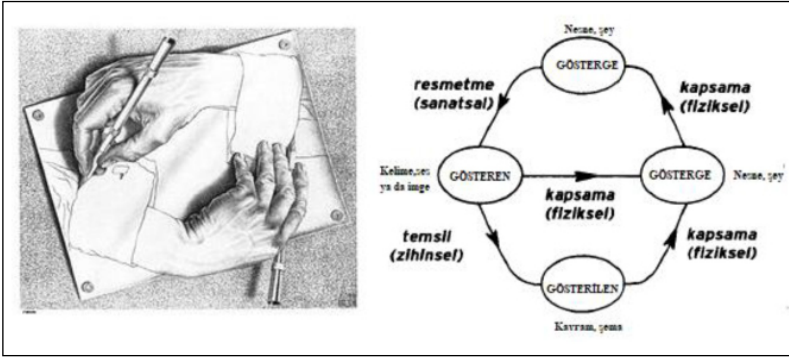 Nesne, şey
GÖSTERGE
resmetme
(sanatsal)
kapsama
(fiziksel)
Kelime,ses
ya da imge
GÖSTEREN
kapsama
(fiziksel)
GÖSTERGE
Nesne, şey
temsil
(zihinsel)
kapsama
(fiziksel)
GÖSTERİLEN
Kavram, şema